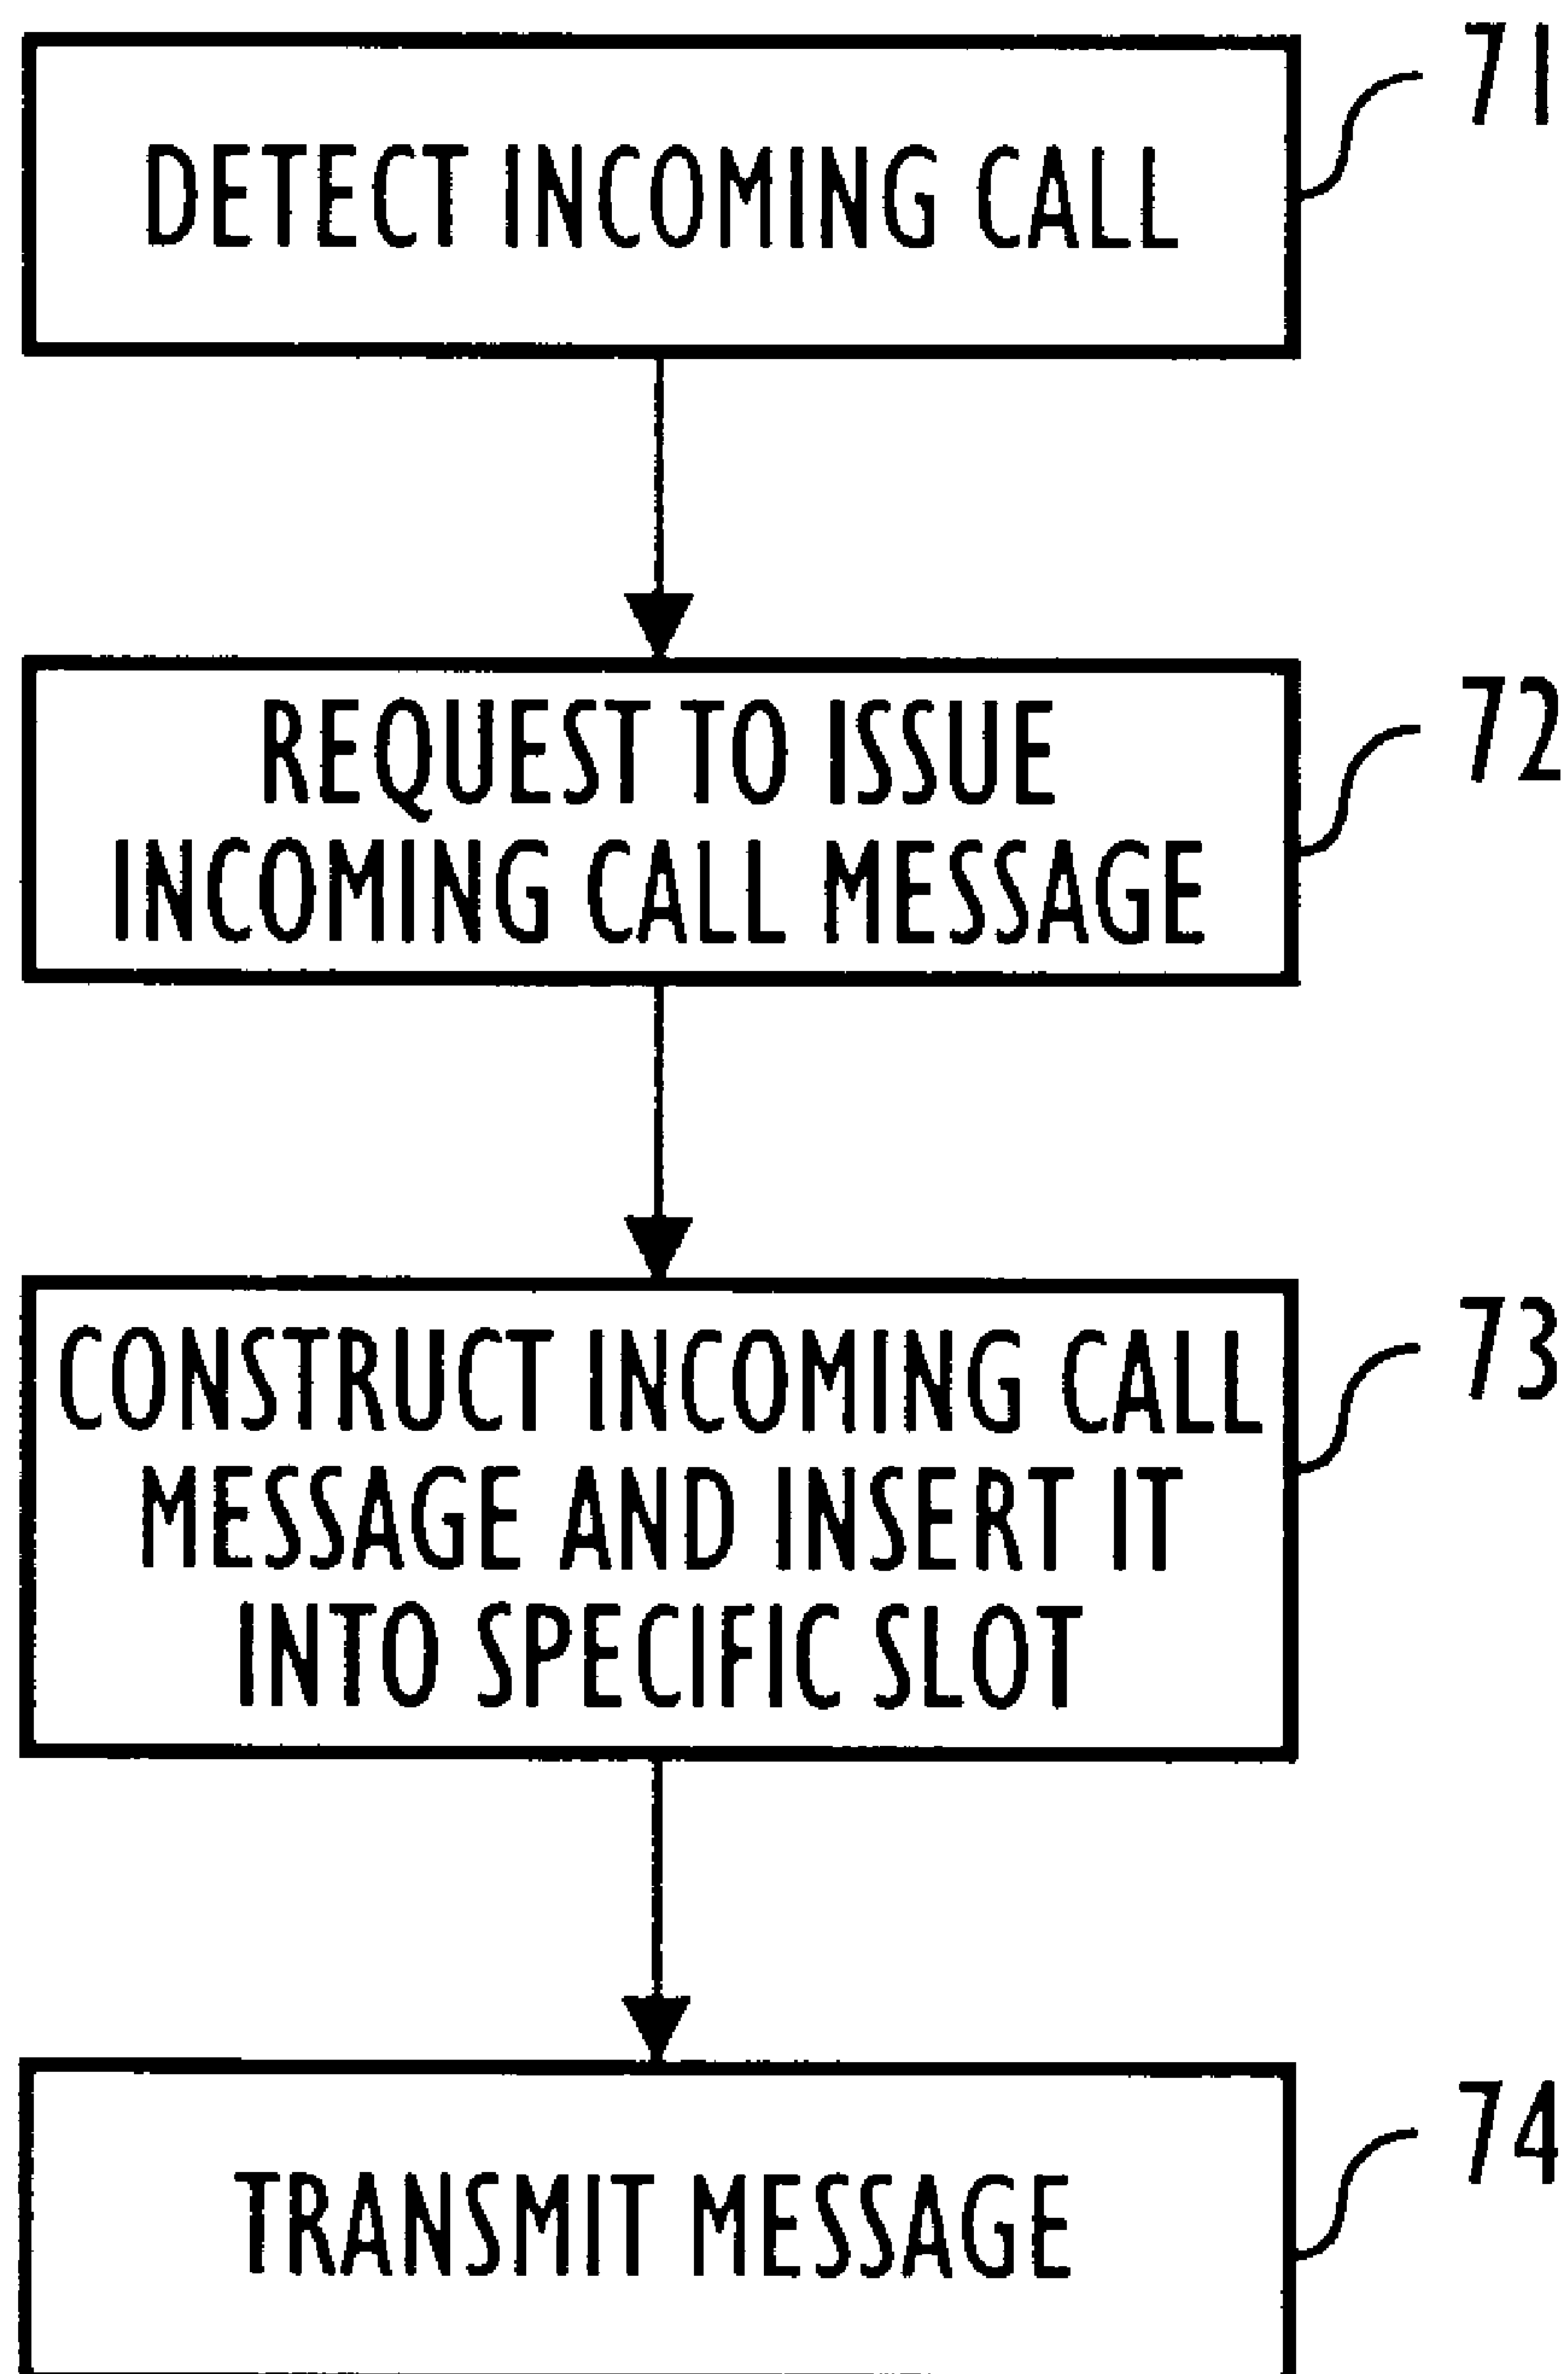 71
DETECT INCOMING CALL
72
REQUEST TO ISSUE
INCOMING CALL MESSAGE
73
CONSTRUCT INCOMING CALL
MESSAGE AND INSERT IT
INTO SPECIFIC SLOT
74
TRANSMIT MESSAGE